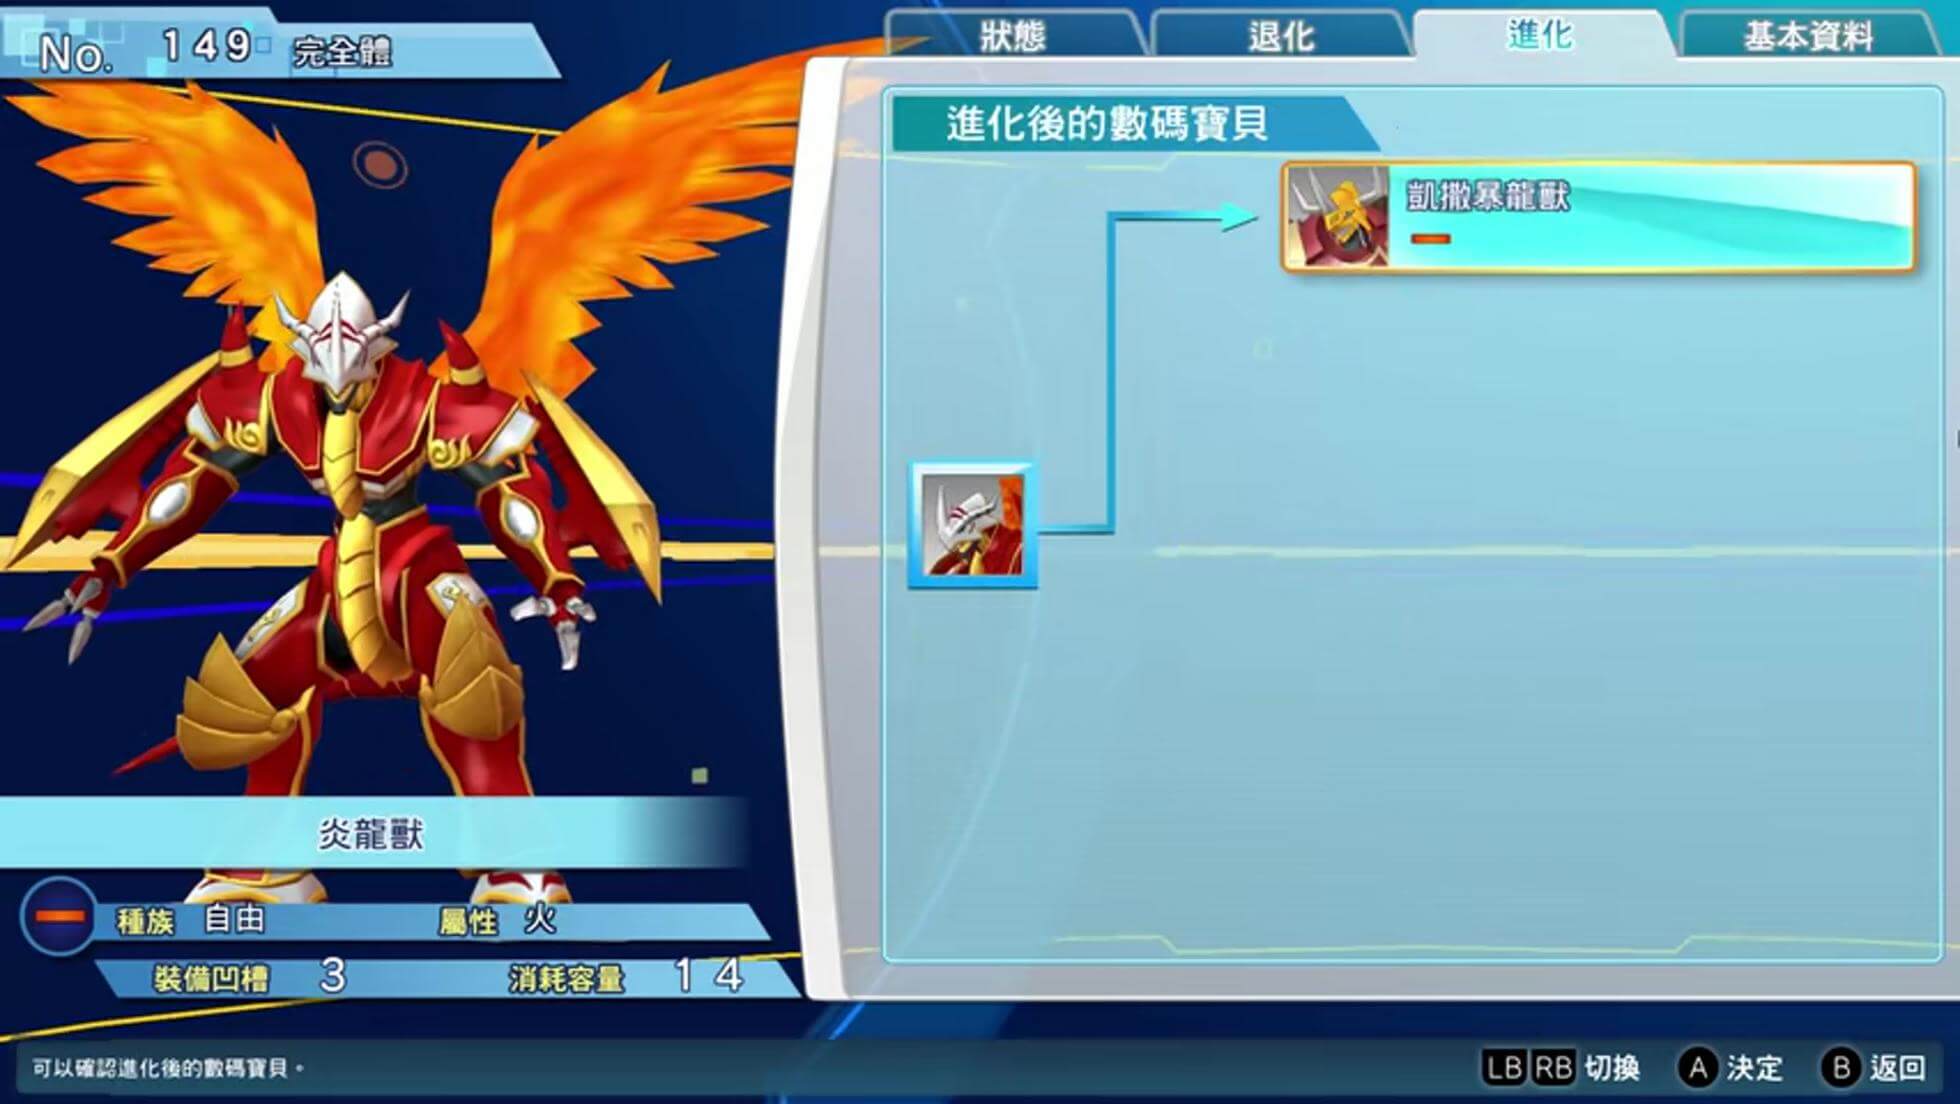 No. 149 完全體
狀態 退化 進化 基本資料
進化後的數碼寶貝
凱撒暴龍獸
炎龍獸
種族 自由 屬性 火
裝備凹槽 3 消耗容量 14
可以確認進化後的數碼寶貝。
LB RB 切換 A 決定 B 返回